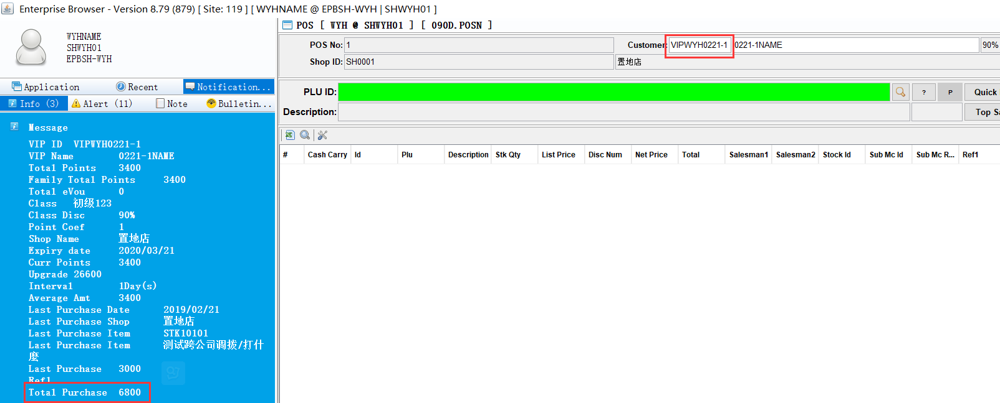 Enterprise Browser - Version 8.79 (879) [ Site: 119 ] [ WYHNAME @ EPBSH-WYH | SHWYH01 ]
WYHNAME
SHWYH01
EPBSH-WYH
Application
Recent
Notification...
Info (3)
Alert (11)
Note
Bulletin...
Message
VIP ID VIPWYH0221-1
VIP Name 0221-1NAME
Total Points 3400
Family Total Points 3400
Total eVou 0
Class 初级123
Class Disc 90%
Point Coef 1
Shop Name 置地店
Expiry date 2020/03/21
Curr Points 3400
Upgrade 26600
Interval 1Day(s)
Average Amt 3400
Last Purchase Date 2019/02/21
Last Purchase Shop 置地店
Last Purchase Item STK10101
Last Purchase Item 测试跨公司调拨/打什
麼
Last Purchase 3000
Ref1
Total Purchase 6800
POS [ WYH @ SHWYH01 ] [ 090D.POSN ]
POS No: 1
Customer: VIPWYH0221-1 0221-1NAME 90%
Shop ID: SH0001 置地店
PLU ID:
? P Quick
Description:
Top Sa
# Cash Carry Id Plu Description Stk Qty List Price Disc Num Net Price Total Salesman1 Salesman2 Stock Id Sub Mc Id Sub Mc R... Ref1